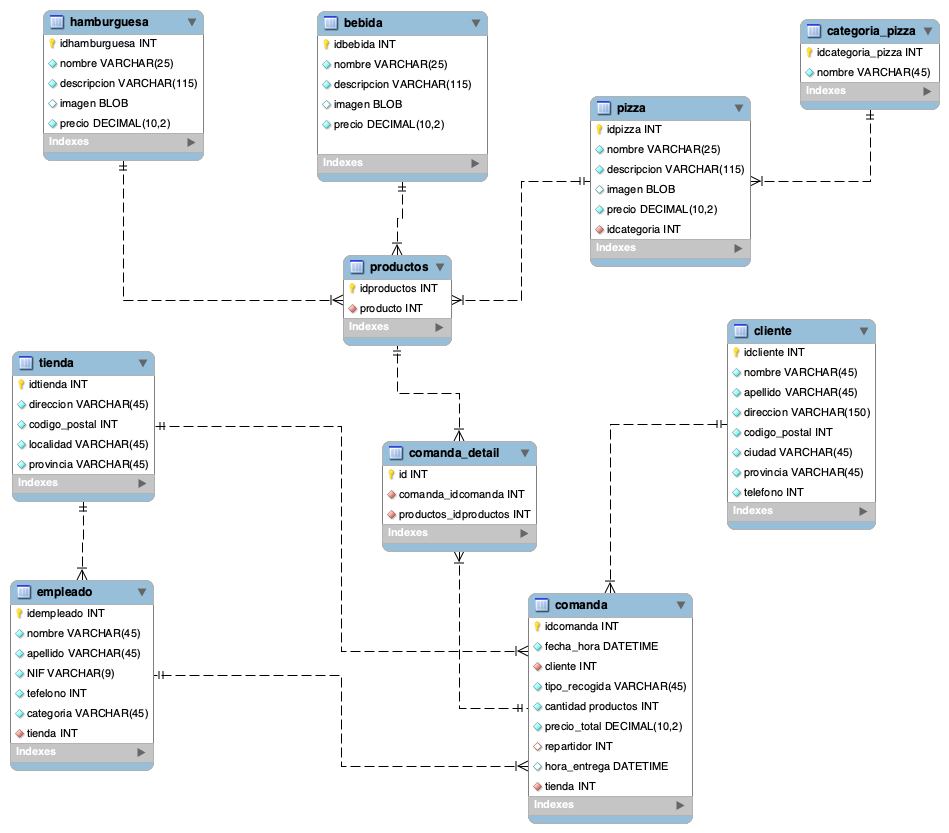 hamburguesa
idhamburguesa INT
nombre VARCHAR(25)
descripcion VARCHAR(115)
imagen BLOB
precio DECIMAL(10,2)
Indexes
bebida
idbebida INT
nombre VARCHAR(25)
descripcion VARCHAR(115)
imagen BLOB
precio DECIMAL(10,2)
Indexes
categoria_pizza
idcategoria_pizza INT
nombre VARCHAR(45)
Indexes
pizza
idpizza INT
nombre VARCHAR(25)
descripcion VARCHAR(115)
imagen BLOB
precio DECIMAL(10,2)
idcategoria INT
Indexes
productos
idproductos INT
producto INT
Indexes
tienda
idtienda INT
direccion VARCHAR(45)
codigo_postal INT
localidad VARCHAR(45)
provincia VARCHAR(45)
Indexes
cliente
idcliente INT
nombre VARCHAR(45)
apellido VARCHAR(45)
direccion VARCHAR(150)
codigo_postal INT
ciudad VARCHAR(45)
provincia VARCHAR(45)
telefono INT
Indexes
comanda_detail
id INT
comanda_idcomanda INT
productos_idproductos INT
Indexes
empleado
idempleado INT
nombre VARCHAR(45)
apellido VARCHAR(45)
NIF VARCHAR(9)
tefelono INT
categoria VARCHAR(45)
tienda INT
Indexes
comanda
idcomanda INT
fecha_hora DATETIME
cliente INT
tipo_recogida VARCHAR(45)
cantidad productos INT
precio_total DECIMAL(10,2)
repartidor INT
hora_entrega DATETIME
tienda INT
Indexes